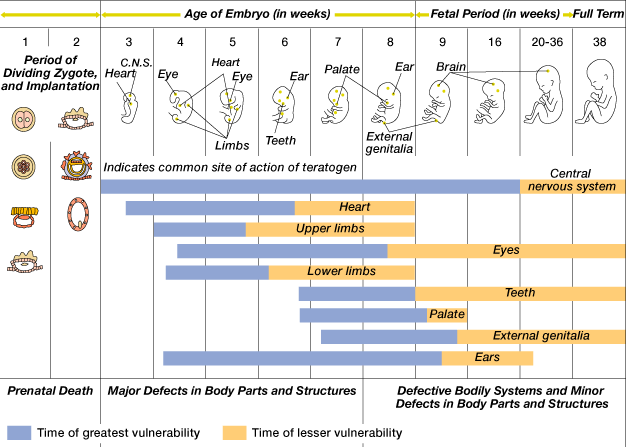 Age of Embryo (in weeks)
Fetal Period (in weeks)
Full Term
1
2
3
4
5
6
7
8
9
16
20-36
38
Period of
Dividing Zygote,
and Implantation
C.N.S.
Heart
Eye
Heart
Eye
Limbs
Ear
Teeth
Palate
Ear
External
genitalia
Brain
Indicates common site of action of teratogen
Central
nervous system
Heart
Upper limbs
Eyes
Lower limbs
Teeth
Palate
External genitalia
Ears
Prenatal Death
Major Defects in Body Parts and Structures
Defective Bodily Systems and Minor
Defects in Body Parts and Structures
Time of greatest vulnerability
Time of lesser vulnerability